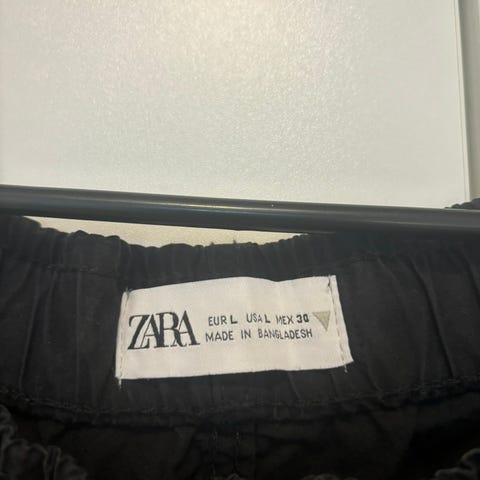 ZARA
EUR L USA L MEX 30
MADE IN BANGLADESH